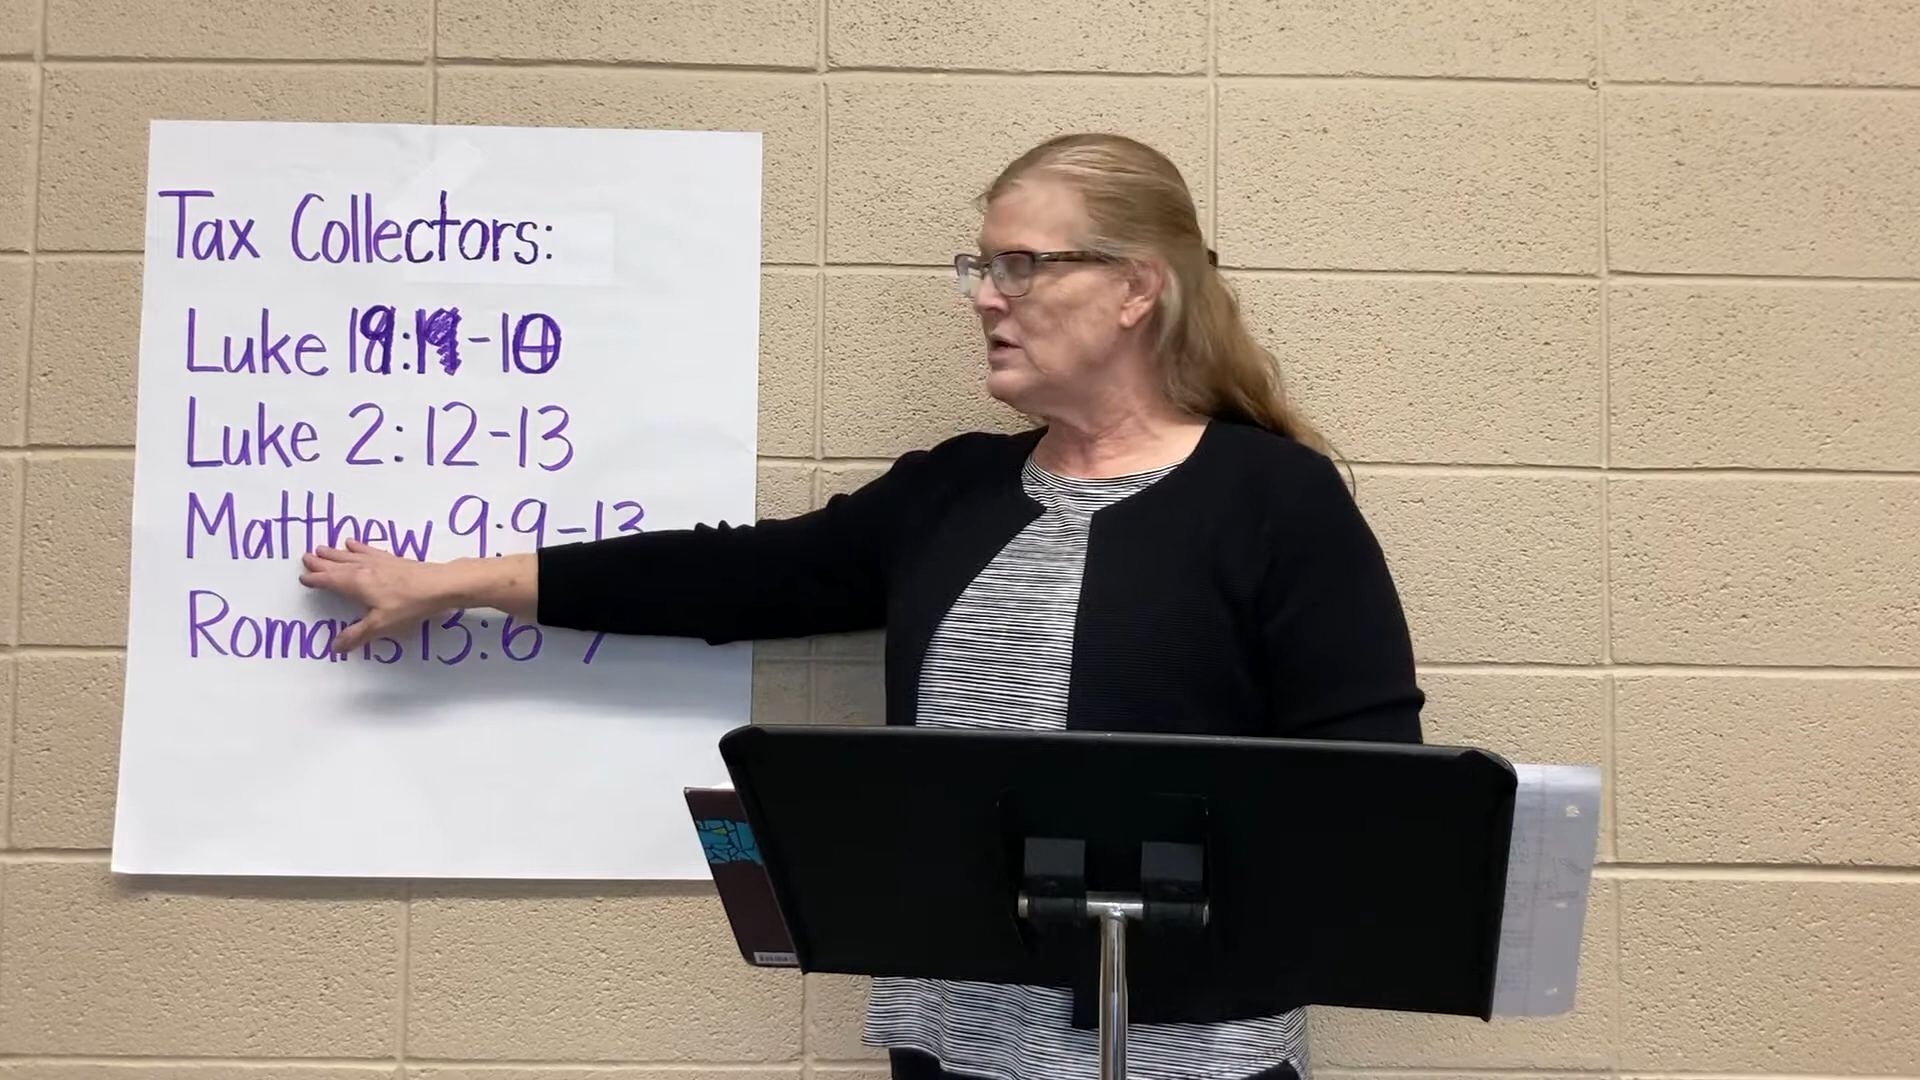 Tax Collectors:
Luke 19:1-10
Luke 2:12-13
Matthew 9:9-13
Romans 13:6-7